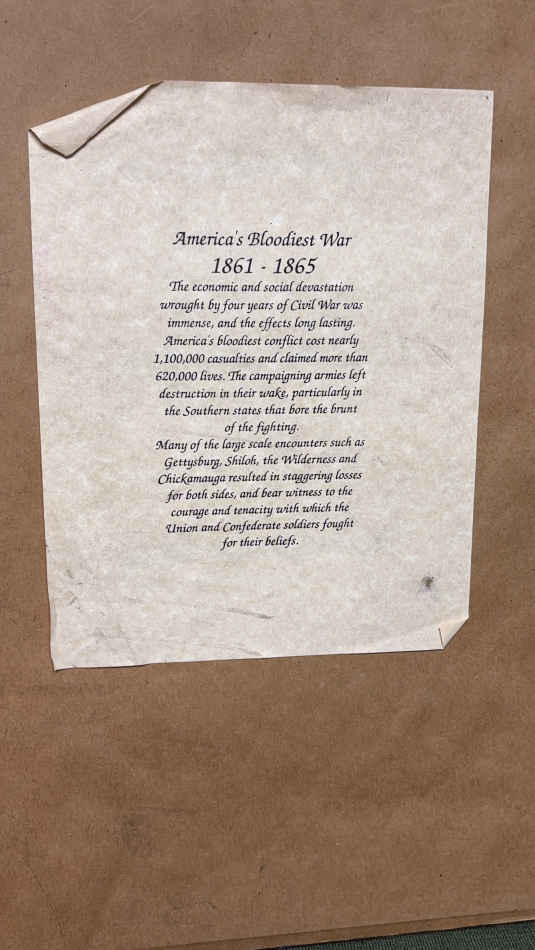 America's Bloodiest War
1861 - 1865
The economic and social devastation
wrought by four years of Civil War was
immense, and the effects long lasting.
America's bloodiest conflict cost nearly
1,100,000 casualties and claimed more than
620,000 lives. The campaigning armies left
destruction in their wake, particularly in
the Southern states that bore the brunt
of the fighting.
Many of the large scale encounters such as
Gettysburg, Shiloh, the Wilderness and
Chickamauga resulted in staggering losses
for both sides, and bear witness to the
courage and tenacity with which the
Union and Confederate soldiers fought
for their beliefs.